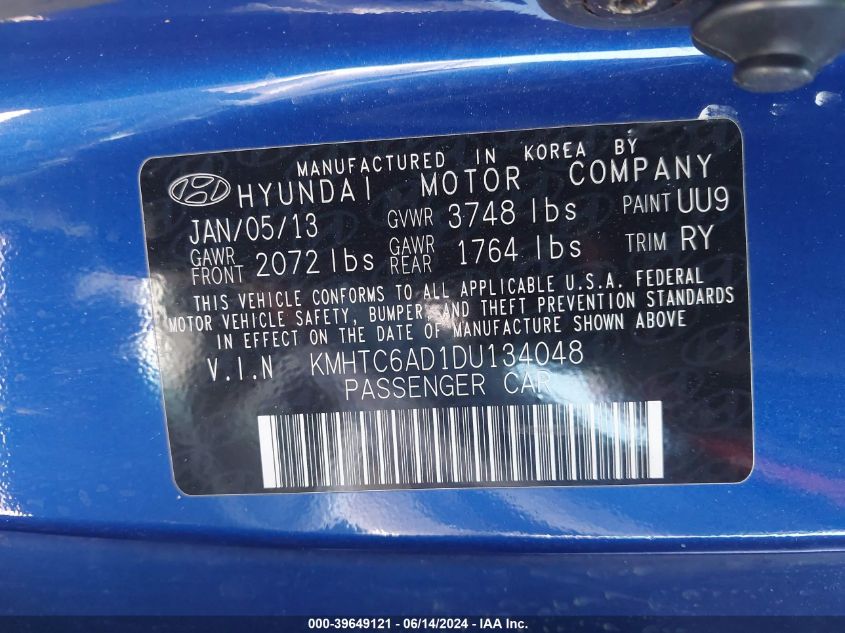 MANUFACTURED IN KOREA BY
HYUNDAI MOTOR COMPANY
JAN/05/13 GVWR 3748 lbs PAINT UU9
GAWR FRONT 2072 lbs GAWR REAR 1764 lbs TRIM RY
THIS VEHICLE CONFORMS TO ALL APPLICABLE U.S.A. FEDERAL
MOTOR VEHICLE SAFETY, BUMPER, AND THEFT PREVENTION STANDARDS
IN EFFECT ON THE DATE OF MANUFACTURE SHOWN ABOVE
V.I.N KMHTC6AD1DU134048
PASSENGER CAR
000-39649121 - 06/14/2024 - IAA Inc.